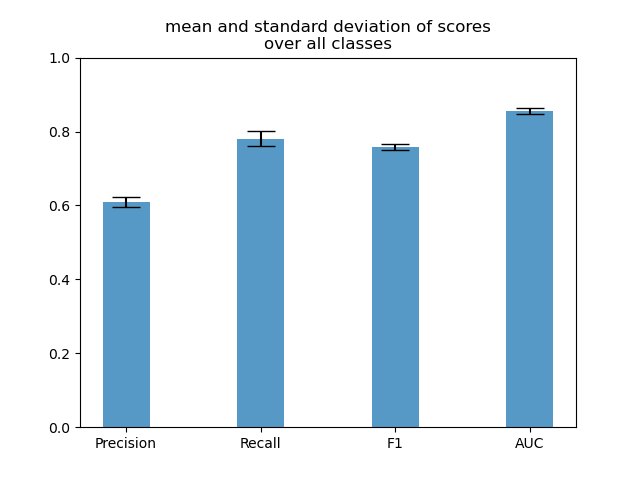 mean and standard deviation of scores
over all classes
1.0
0.8
0.6
0.4
0.2
0.0
Precision
Recall
F1
AUC